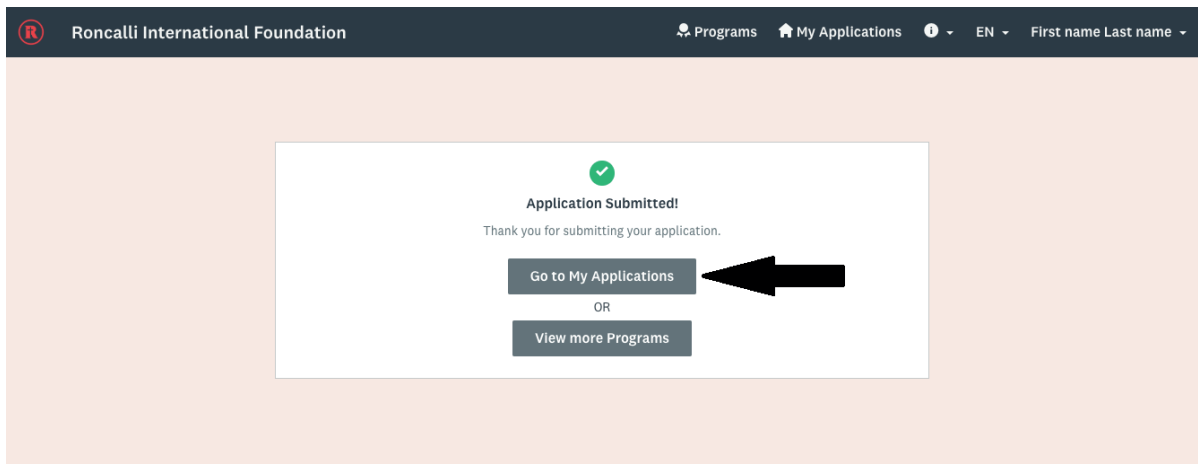 R Roncalli International Foundation Programs My Applications EN First name Last name
Application Submitted!
Thank you for submitting your application.
Go to My Applications
OR
View more Programs